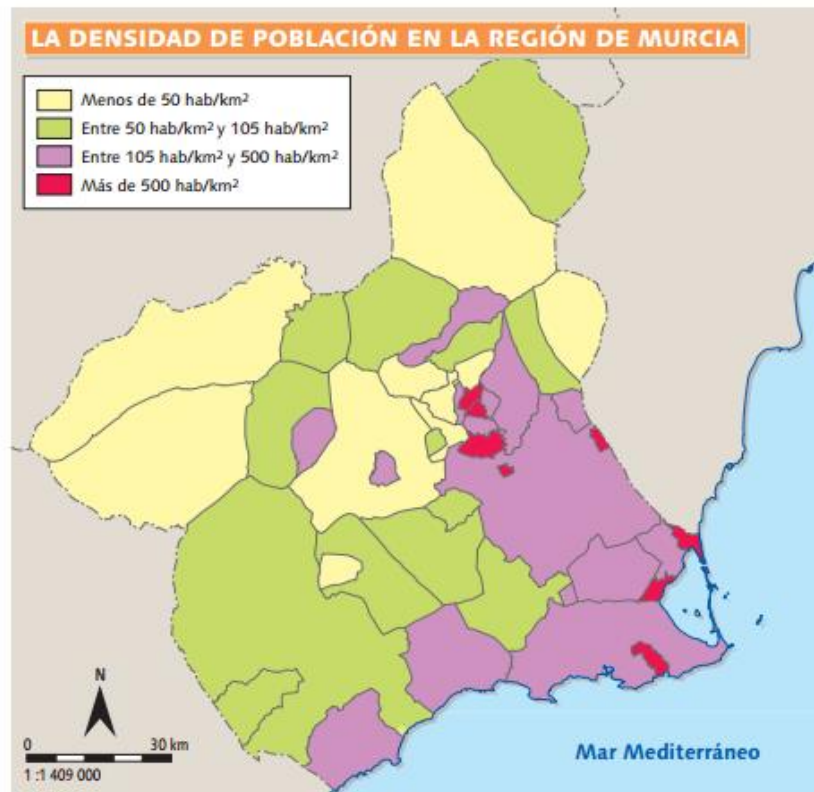 LA DENSIDAD DE POBLACIÓN EN LA REGIÓN DE MURCIA
Menos de 50 hab/km²
Entre 50 hab/km² y 105 hab/km²
Entre 105 hab/km² y 500 hab/km²
Más de 500 hab/km²
N
0 30 km
1 :1 409 000
Mar Mediterráneo